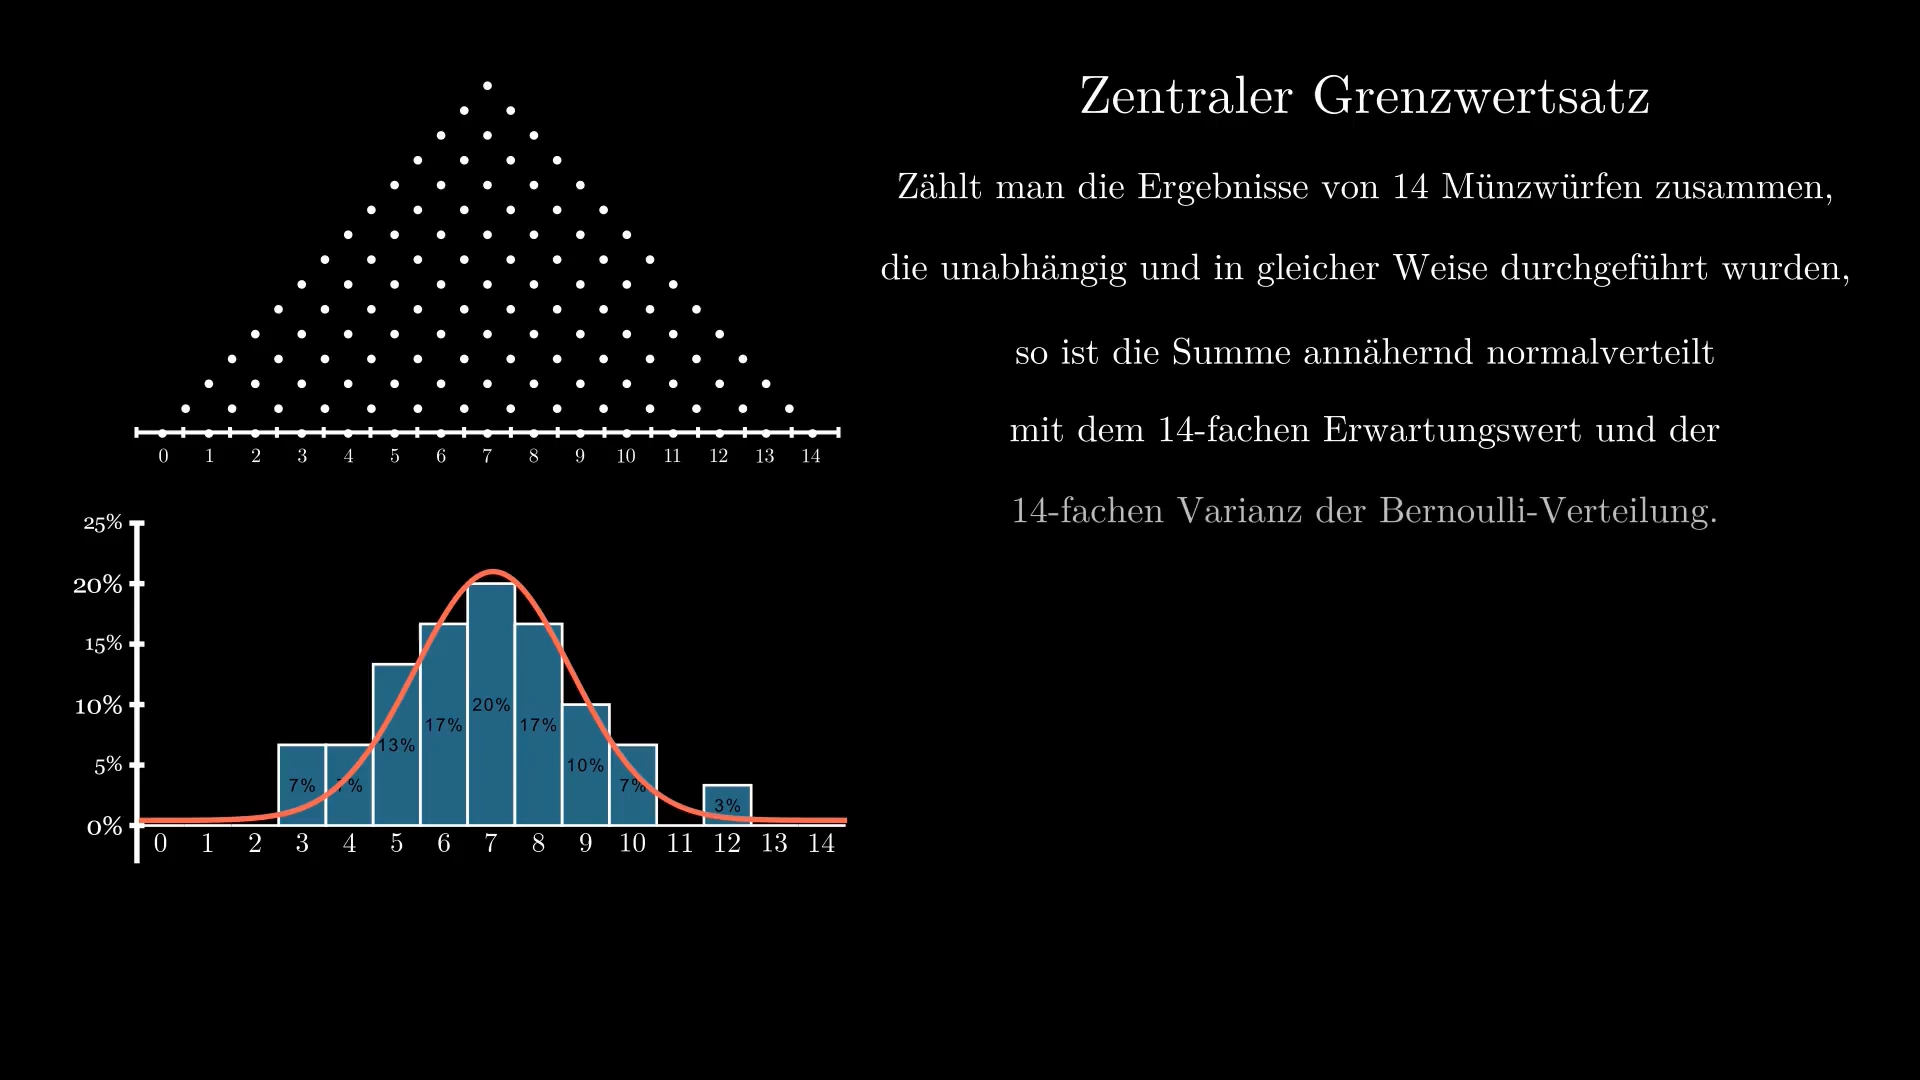 Zentraler Grenzwertsatz
Zählt man die Ergebnisse von 14 Münzwürfen zusammen,
die unabhängig und in gleicher Weise durchgeführt wurden,
so ist die Summe annähernd normalverteilt
mit dem 14-fachen Erwartungswert und der
14-fachen Varianz der Bernoulli-Verteilung.
0 1 2 3 4 5 6 7 8 9 10 11 12 13 14
25%
20%
15%
10%
5%
0%
7% 7% 13% 17% 20% 17% 10% 7% 3%
0 1 2 3 4 5 6 7 8 9 10 11 12 13 14